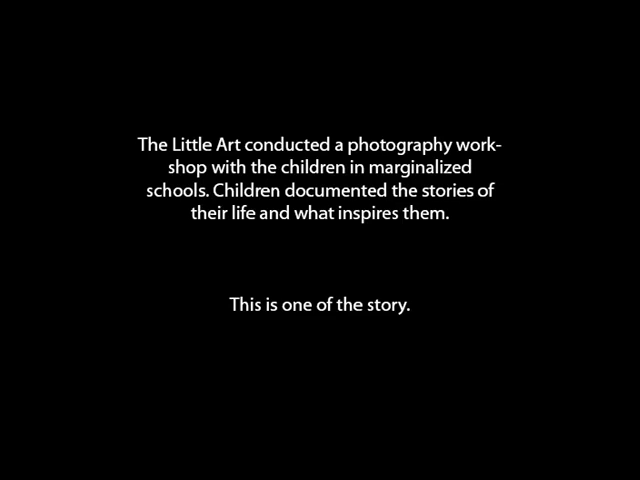 The Little Art conducted a photography work-
shop with the children in marginalized
schools. Children documented the stories of
their life and what inspires them.
This is one of the story.